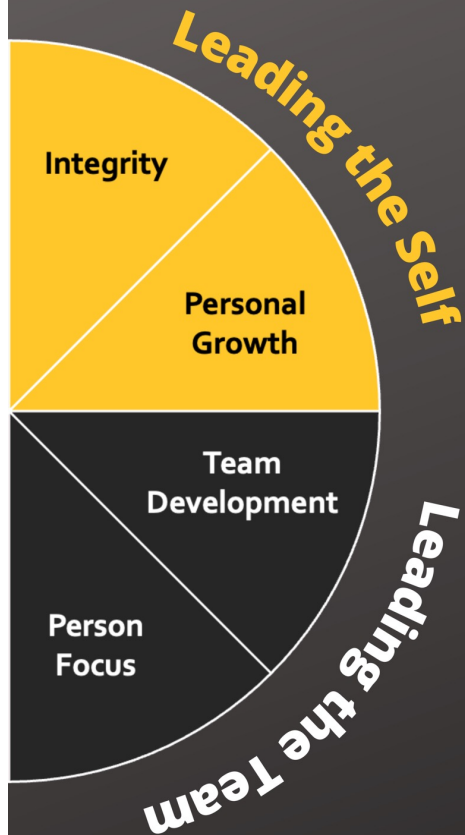 Leading the Self
Integrity
Personal
Growth
Team
Development
Person
Focus
Leading the Team